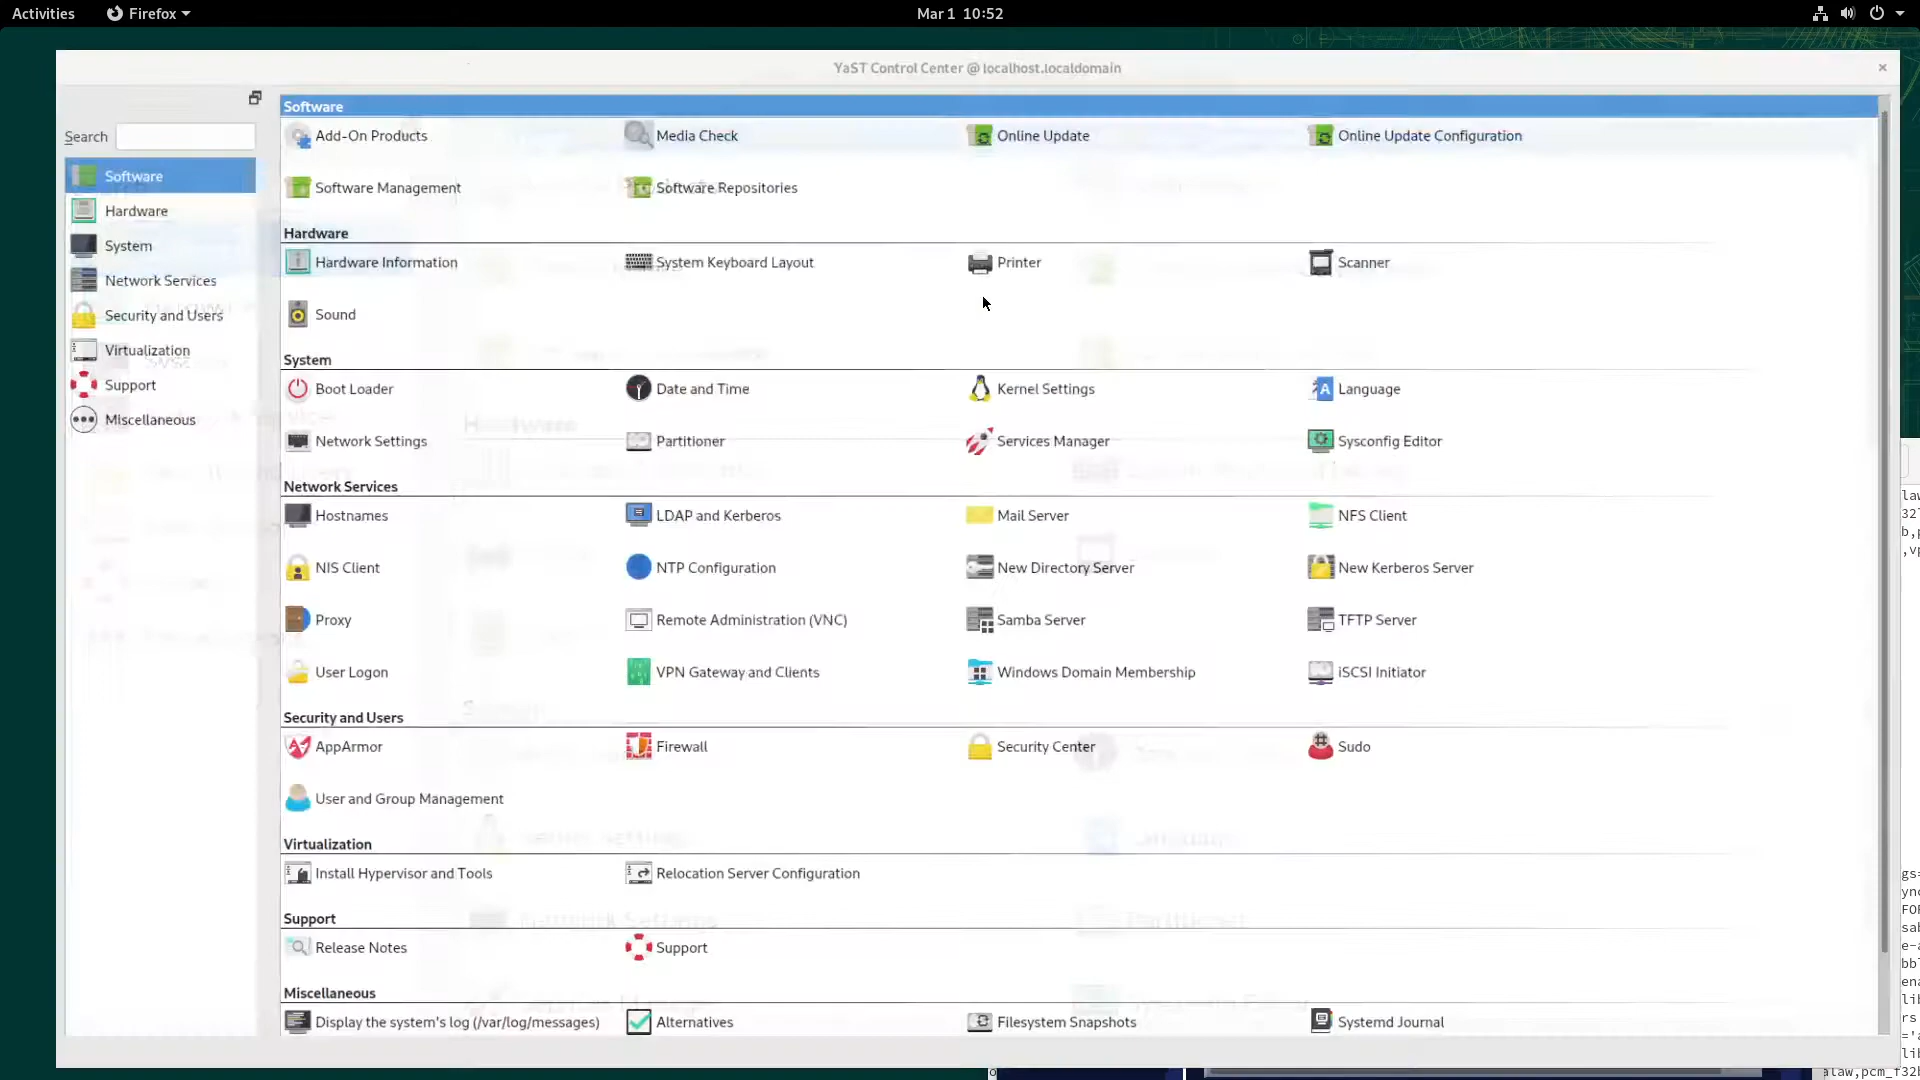 Activities Firefox Mar 1 10:52
YaST Control Center @ localhost.localdomain
Search
Software
Hardware
System
Network Services
Security and Users
Virtualization
Support
Miscellaneous
Software
Add-On Products Media Check Online Update Online Update Configuration
Software Management Software Repositories
Hardware
Hardware Information System Keyboard Layout Printer Scanner
Sound
System
Boot Loader Date and Time Kernel Settings Language
Network Settings Partitioner Services Manager Sysconfig Editor
Network Services
Hostnames LDAP and Kerberos Mail Server NFS Client
NIS Client NTP Configuration New Directory Server New Kerberos Server
Proxy Remote Administration (VNC) Samba Server TFTP Server
User Logon VPN Gateway and Clients Windows Domain Membership iSCSI Initiator
Security and Users
AppArmor Firewall Security Center Sudo
User and Group Management
Virtualization
Install Hypervisor and Tools Relocation Server Configuration
Support
Release Notes Support
Miscellaneous
Display the system's log (/var/log/messages) Alternatives Filesystem Snapshots Systemd Journal